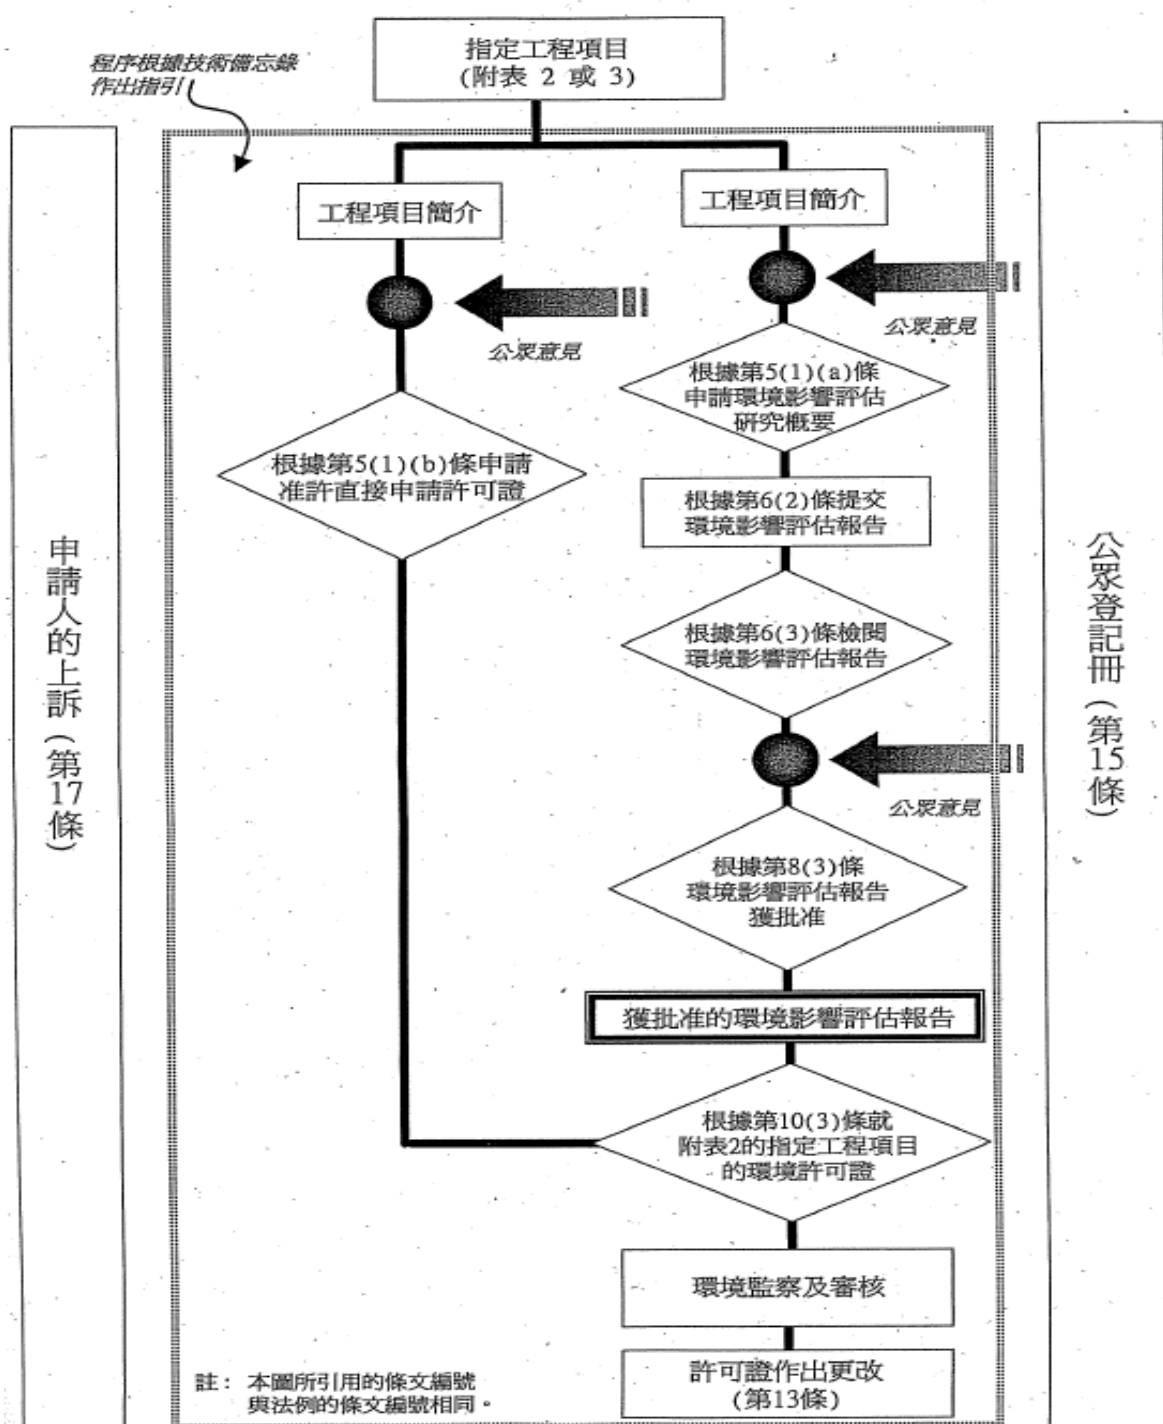 指定工程項目
(附表 2 或 3)
程序根據技術備忘錄
作出指引
工程項目簡介
工程項目簡介
公眾意見
公眾意見
根據第5(1)(a)條
申請環境影響評估
研究概要
根據第5(1)(b)條申請
准許直接申請許可證
根據第6(2)條提交
環境影響評估報告
根據第6(3)條檢閱
環境影響評估報告
公眾意見
根據第8(3)條
環境影響評估報告
獲批准
獲批准的環境影響評估報告
根據第10(3)條就
附表2的指定工程項目
的環境許可證
環境監察及審核
許可證作出更改
(第13條)
申請人的上訴(第17條)
公眾登記冊(第15條)
註: 本圖所引用的條文編號
與法例的條文編號相同。